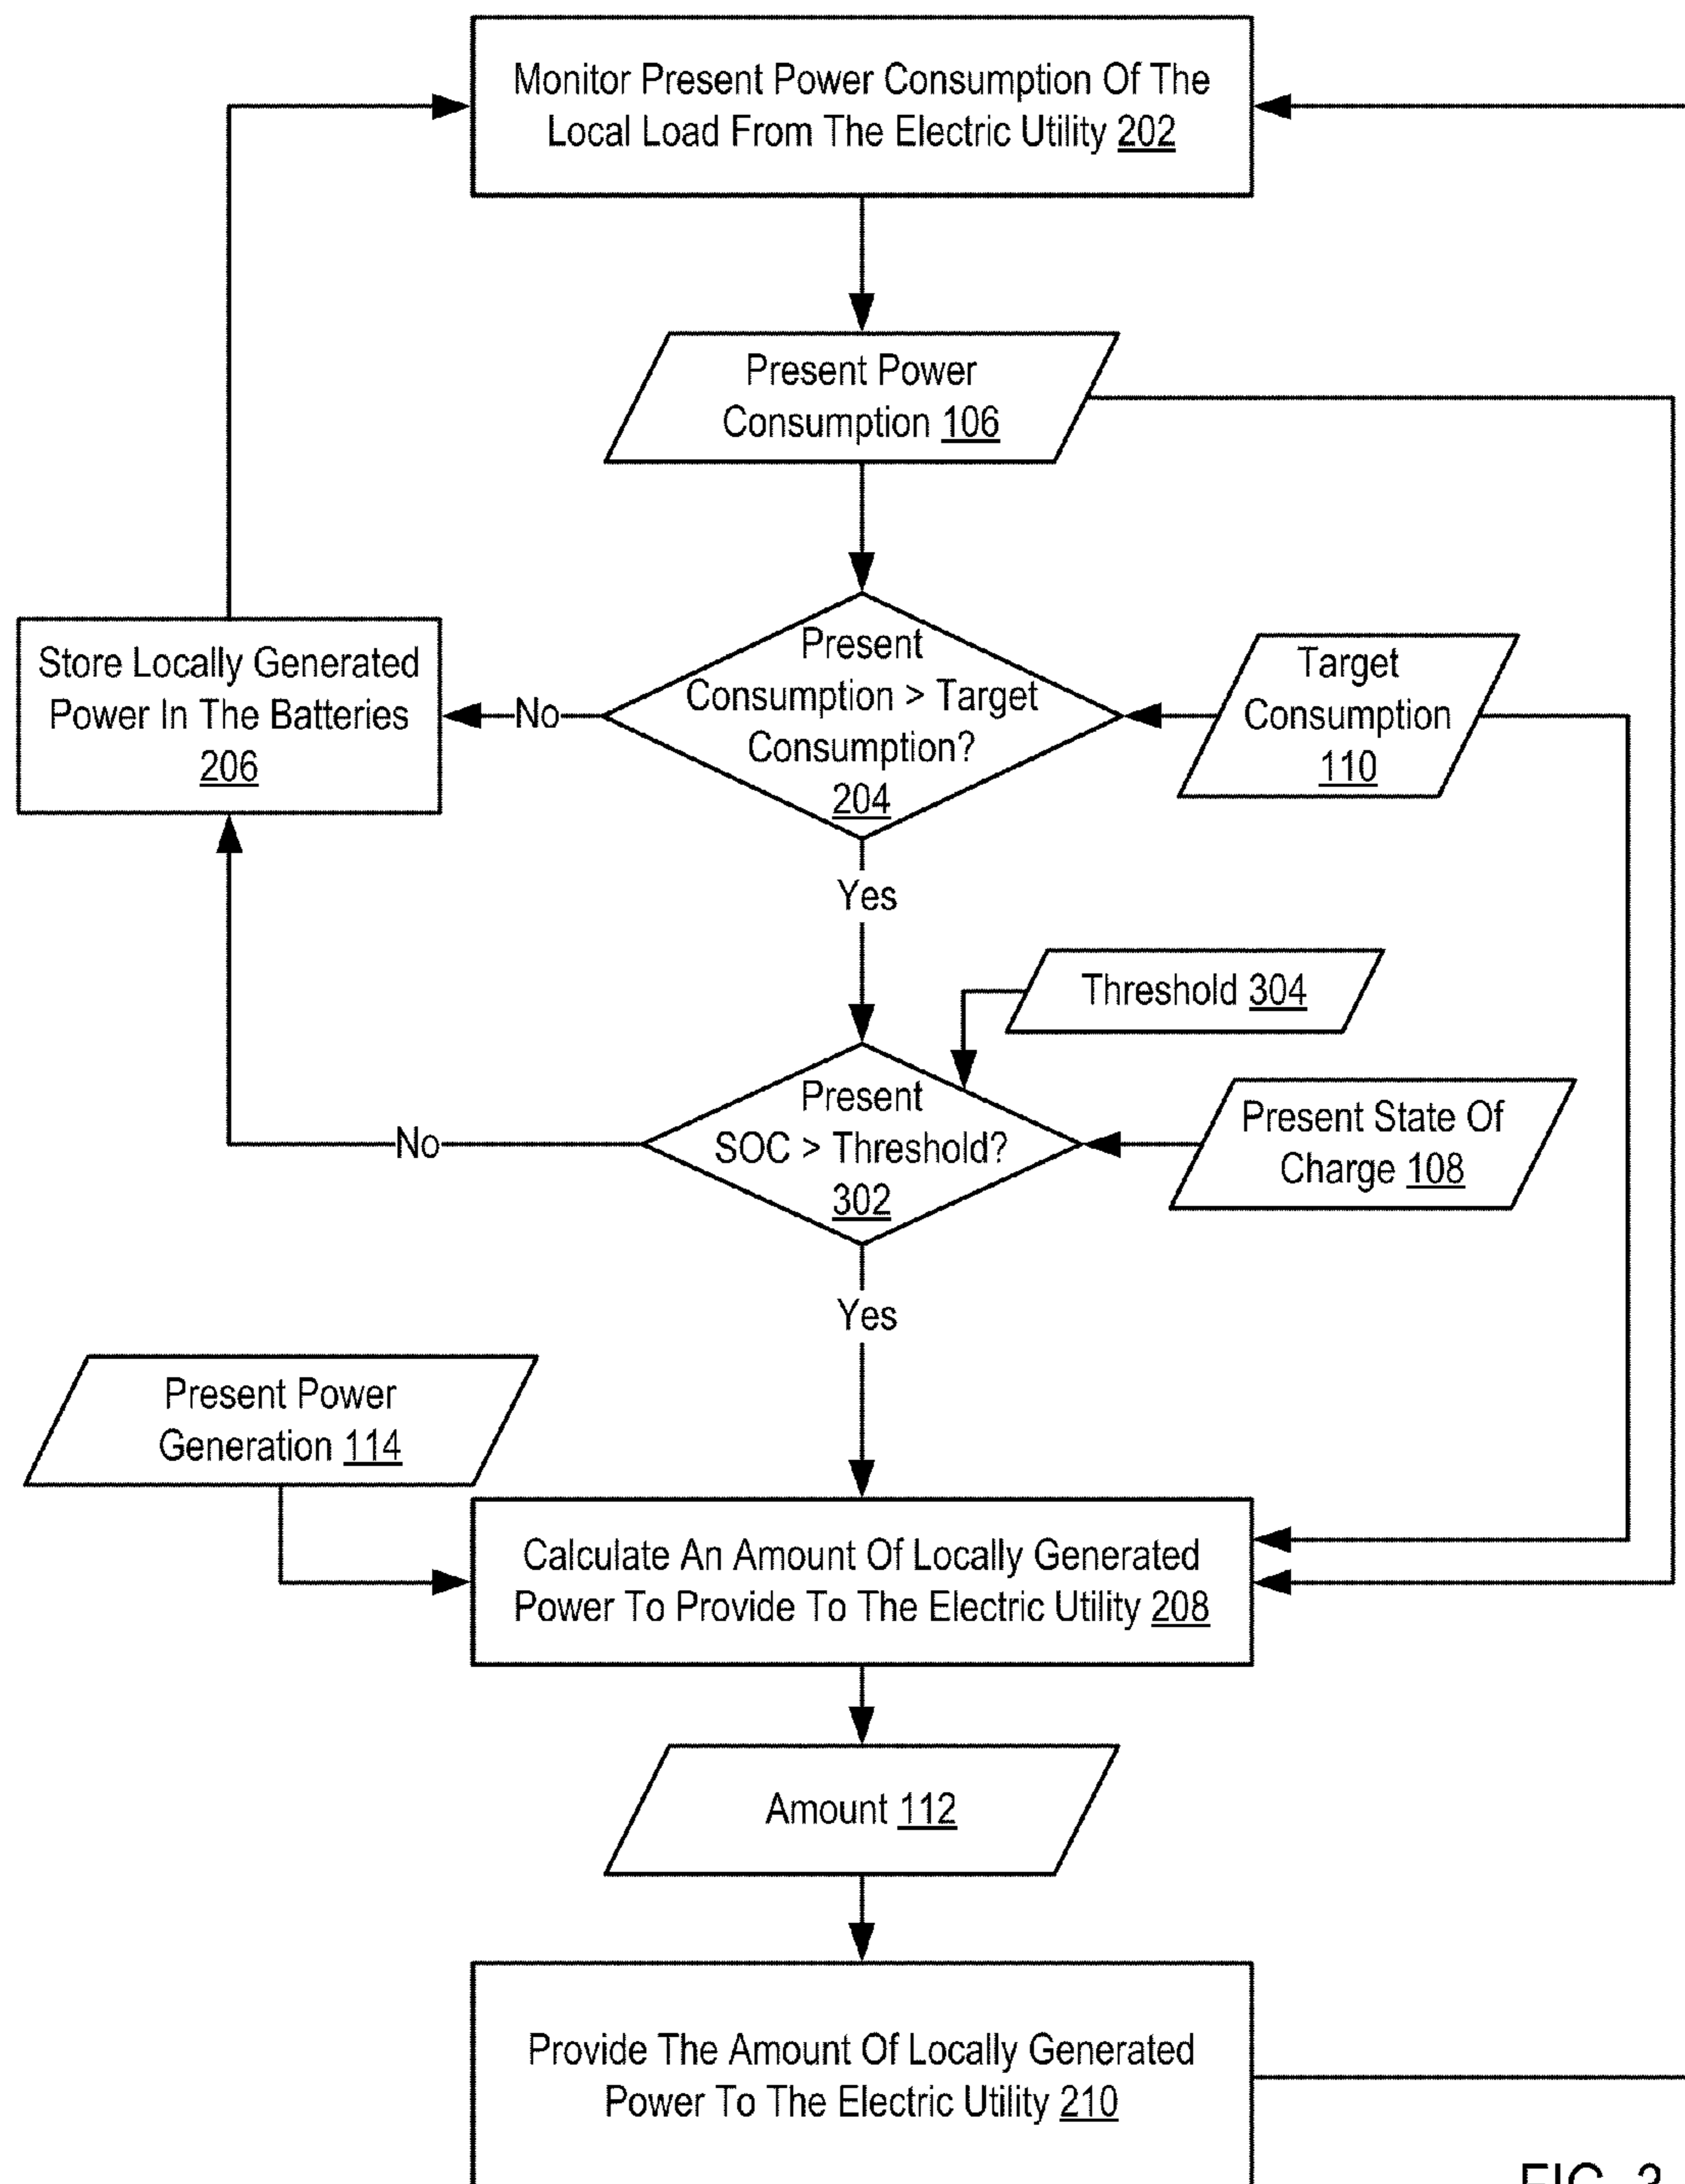 Monitor Present Power Consumption Of The
Local Load From The Electric Utility 202
Present Power
Consumption 106
Present
Consumption > Target
Consumption?
204
Target
Consumption
110
No
Store Locally Generated
Power In The Batteries
206
Yes
Threshold 304
Present
SOC > Threshold?
302
Present State Of
Charge 108
No
Yes
Present Power
Generation 114
Calculate An Amount Of Locally Generated
Power To Provide To The Electric Utility 208
Amount 112
Provide The Amount Of Locally Generated
Power To The Electric Utility 210
FIG. 3